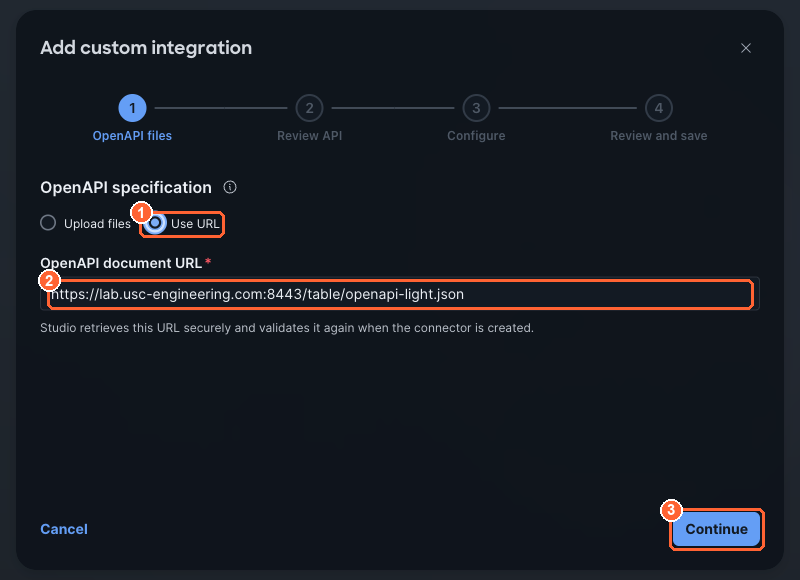 Add custom integration
1
2
3
4
OpenAPI files
Review API
Configure
Review and save
OpenAPI specification
Upload files
1
Use URL
OpenAPI document URL *
2
https://lab.usc-engineering.com:8443/table/openapi-light.json
Studio retrieves this URL securely and validates it again when the connector is created.
Cancel
3
Continue